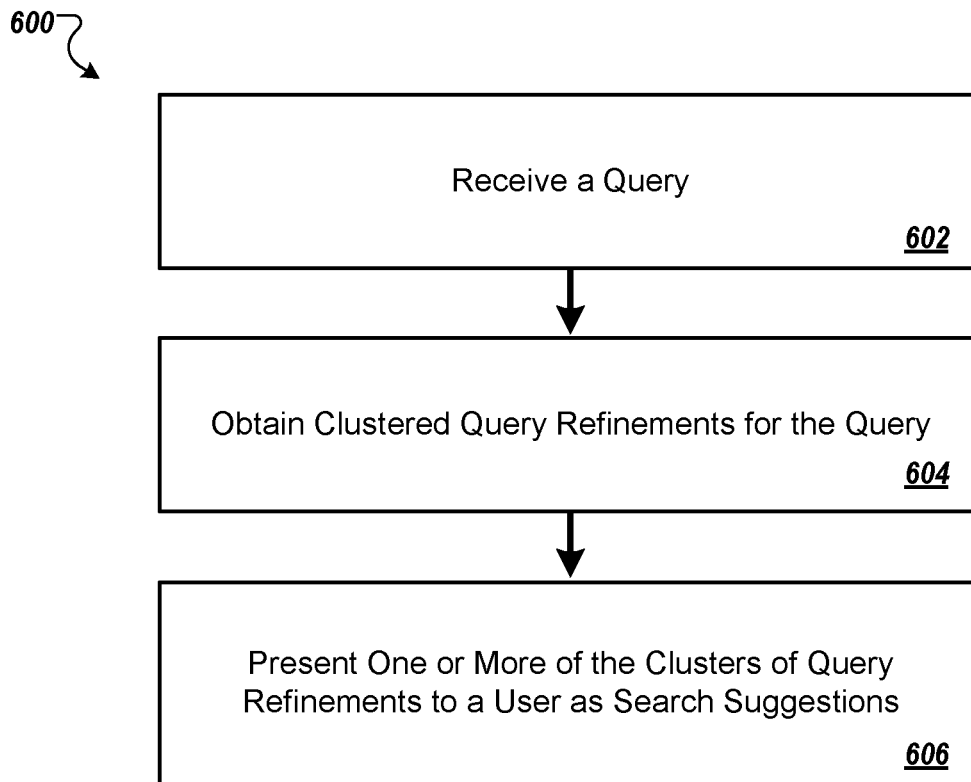 600
Receive a Query
602
Obtain Clustered Query Refinements for the Query
604
Present One or More of the Clusters of Query
Refinements to a User as Search Suggestions
606